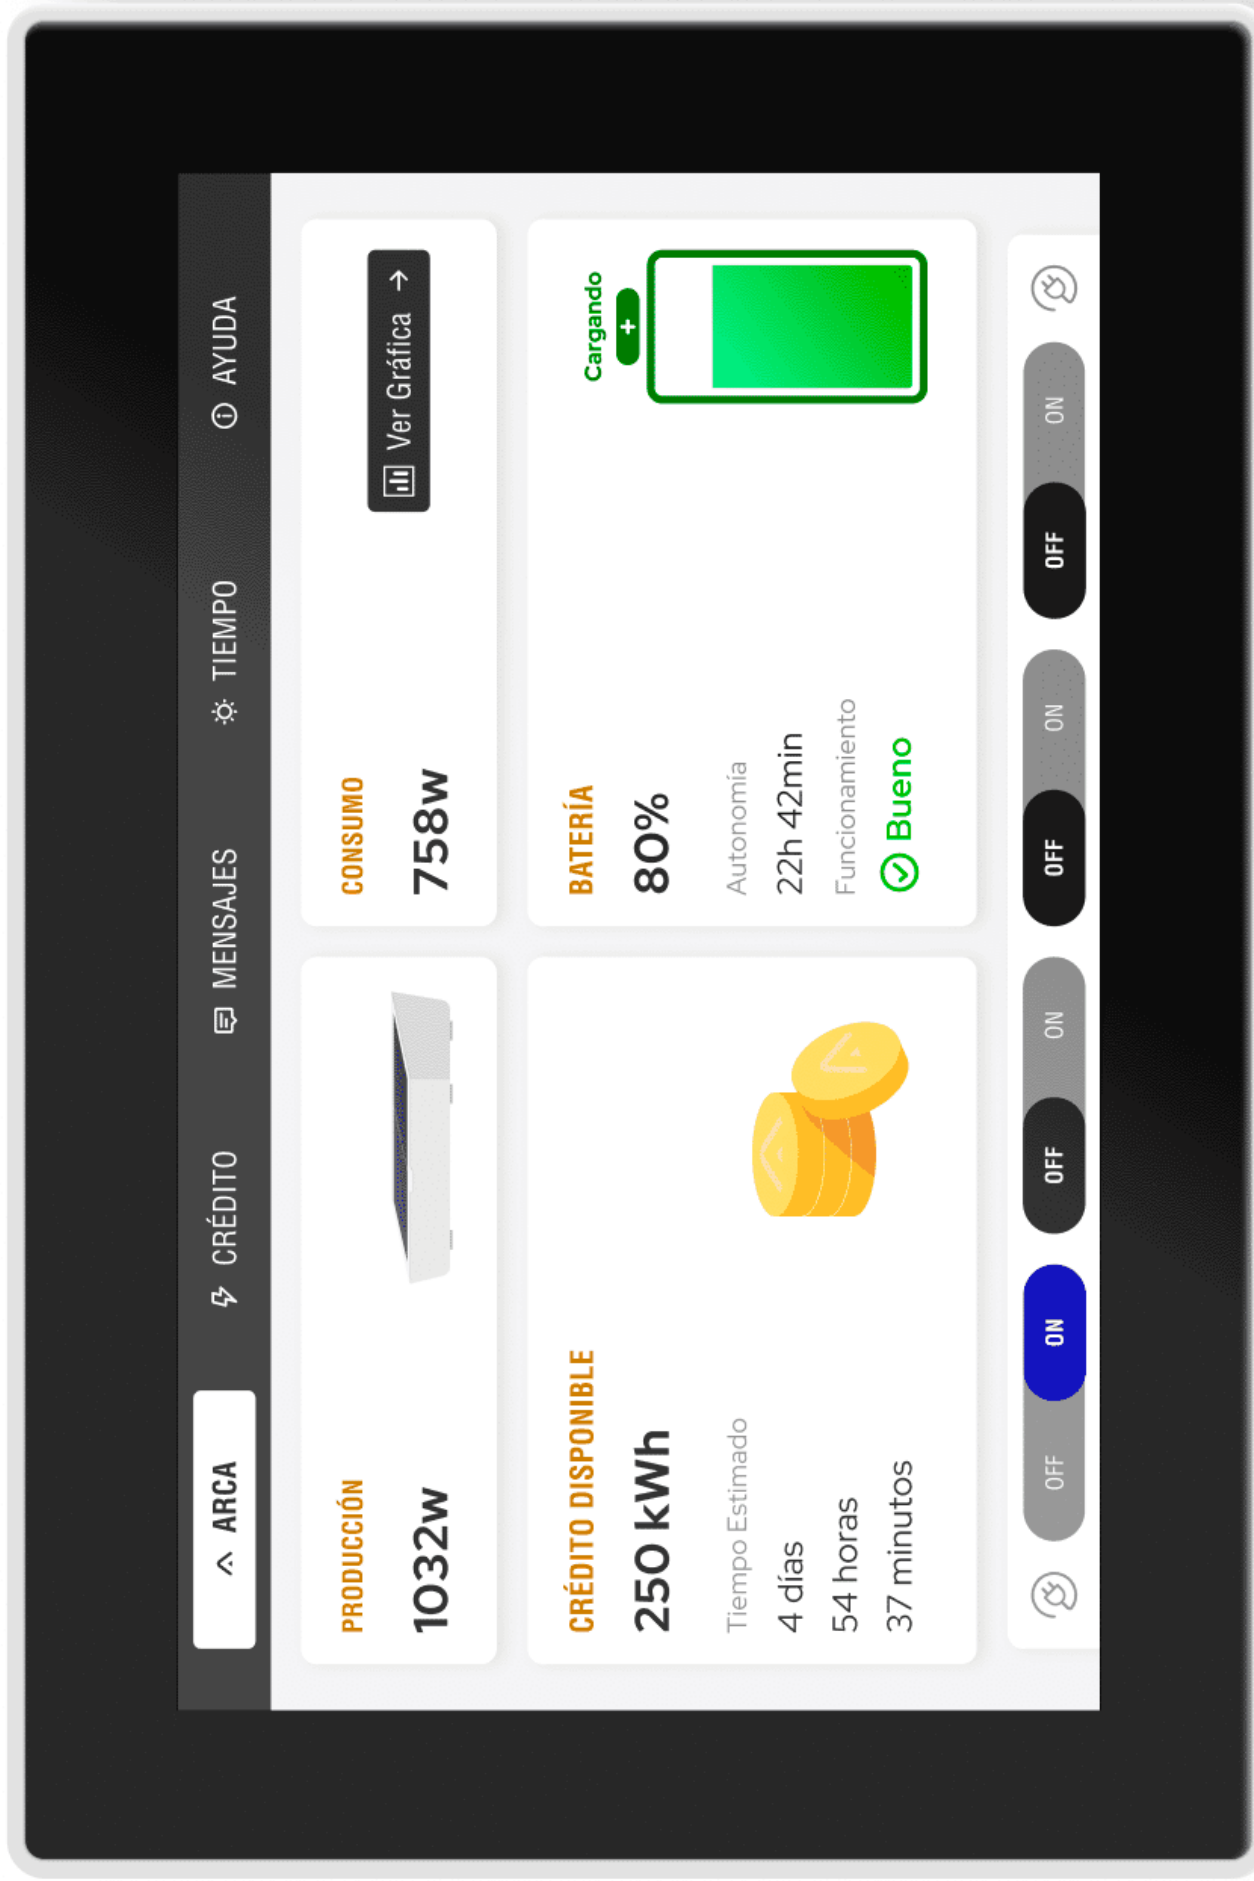 ARCA
CRÉDITO
MENSAJES
TIEMPO
AYUDA
PRODUCCIÓN
1032w
CONSUMO
758w
Ver Gráfica
CRÉDITO DISPONIBLE
250 kWh
Tiempo Estimado
4 días
54 horas
37 minutos
BATERÍA
80%
Autonomía
22h 42min
Funcionamiento
Bueno
Cargando
+
OFF ON
OFF ON
OFF ON
OFF ON